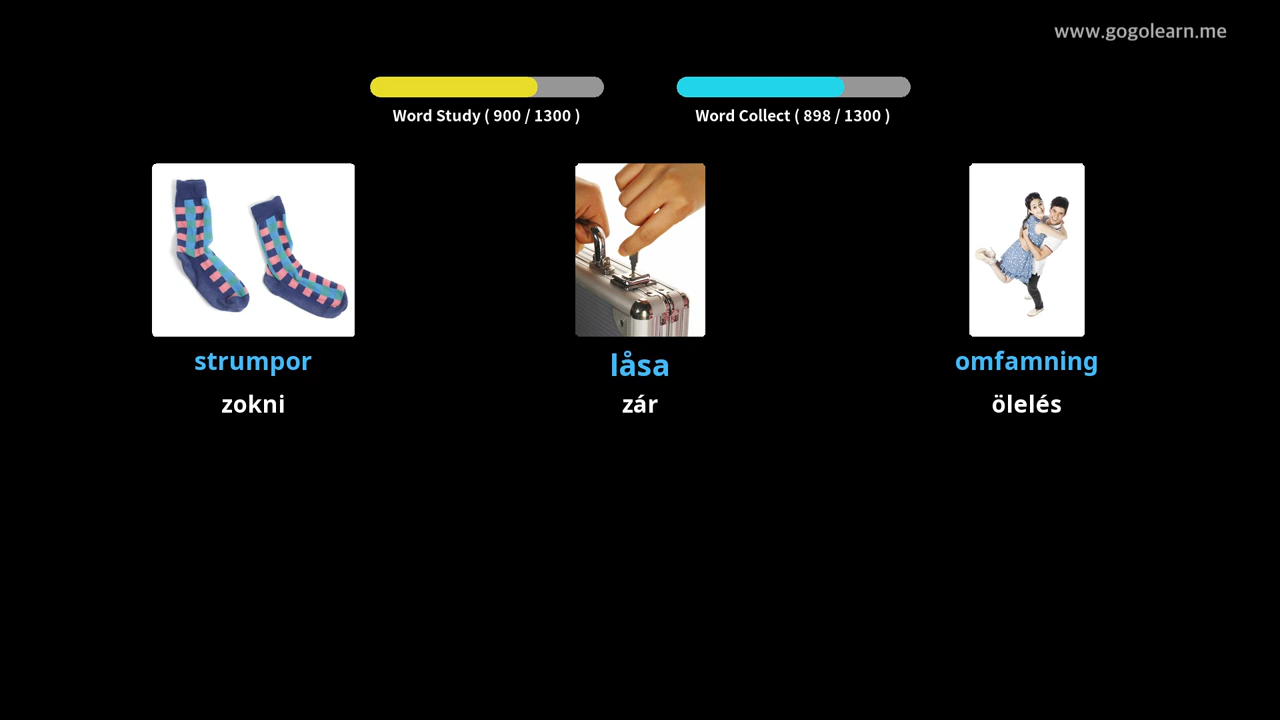 www.gogolearn.me
Word Study ( 900 / 1300 )
Word Collect ( 898 / 1300 )
strumpor
låsa
omfamning
zokni
zár
ölelés